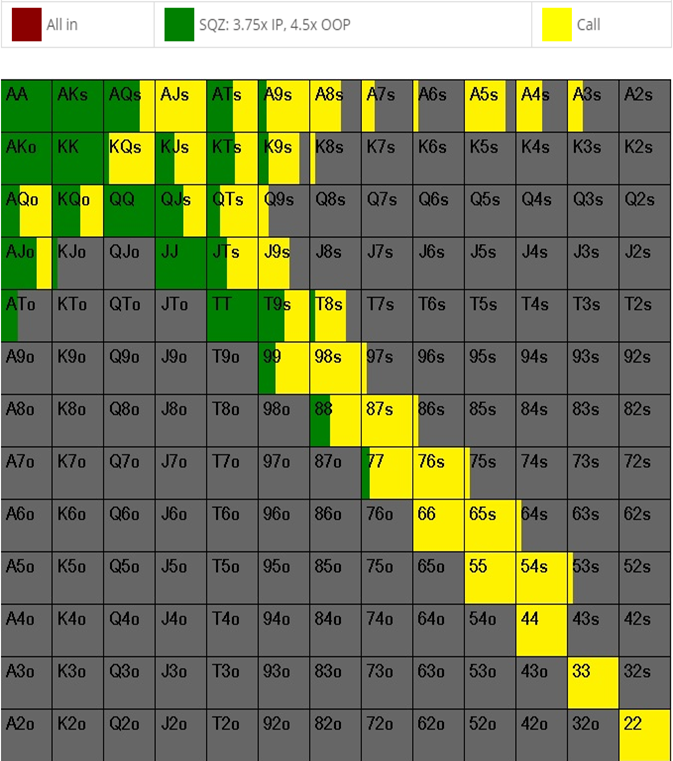 All in SQZ: 3.75x IP, 4.5x OOP Call
AA AKs AQs AJs ATs A9s A8s A7s A6s A5s A4s A3s A2s
AKo KK KQs KJs KTs K9s K8s K7s K6s K5s K4s K3s K2s
AQo KQo QQ QJs QTs Q9s Q8s Q7s Q6s Q5s Q4s Q3s Q2s
AJo KJo QJo JJ JTs J9s J8s J7s J6s J5s J4s J3s J2s
ATo KTo QTo JTo TT T9s T8s T7s T6s T5s T4s T3s T2s
A9o K9o Q9o J9o T9o 99 98s 97s 96s 95s 94s 93s 92s
A8o K8o Q8o J8o T8o 98o 88 87s 86s 85s 84s 83s 82s
A7o K7o Q7o J7o T7o 97o 87o 77 76s 75s 74s 73s 72s
A6o K6o Q6o J6o T6o 96o 86o 76o 66 65s 64s 63s 62s
A5o K5o Q5o J5o T5o 95o 85o 75o 65o 55 54s 53s 52s
A4o K4o Q4o J4o T4o 94o 84o 74o 64o 54o 44 43s 42s
A3o K3o Q3o J3o T3o 93o 83o 73o 63o 53o 43o 33 32s
A2o K2o Q2o J2o T2o 92o 82o 72o 62o 52o 42o 32o 22